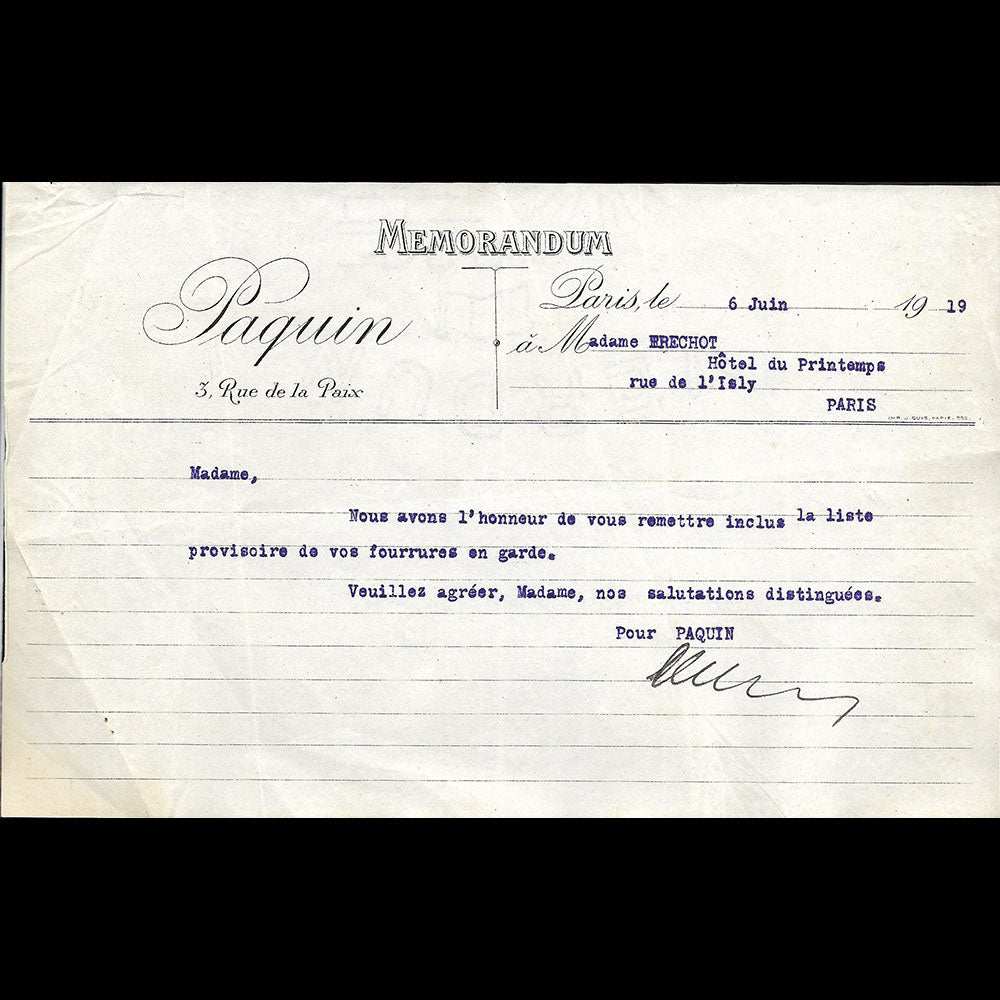 MEMORANDUM
Paquin
3, Rue de la Paix
Paris, le 6 Juin 1919
à Madame ERECHOT
Hôtel du Printemps
rue de l'Isly
PARIS
Madame,
Nous avons l'honneur de vous remettre inclus la liste
provisoire de vos fourrures en garde.
Veuillez agréer, Madame, nos salutations distinguées.
Pour PAQUIN